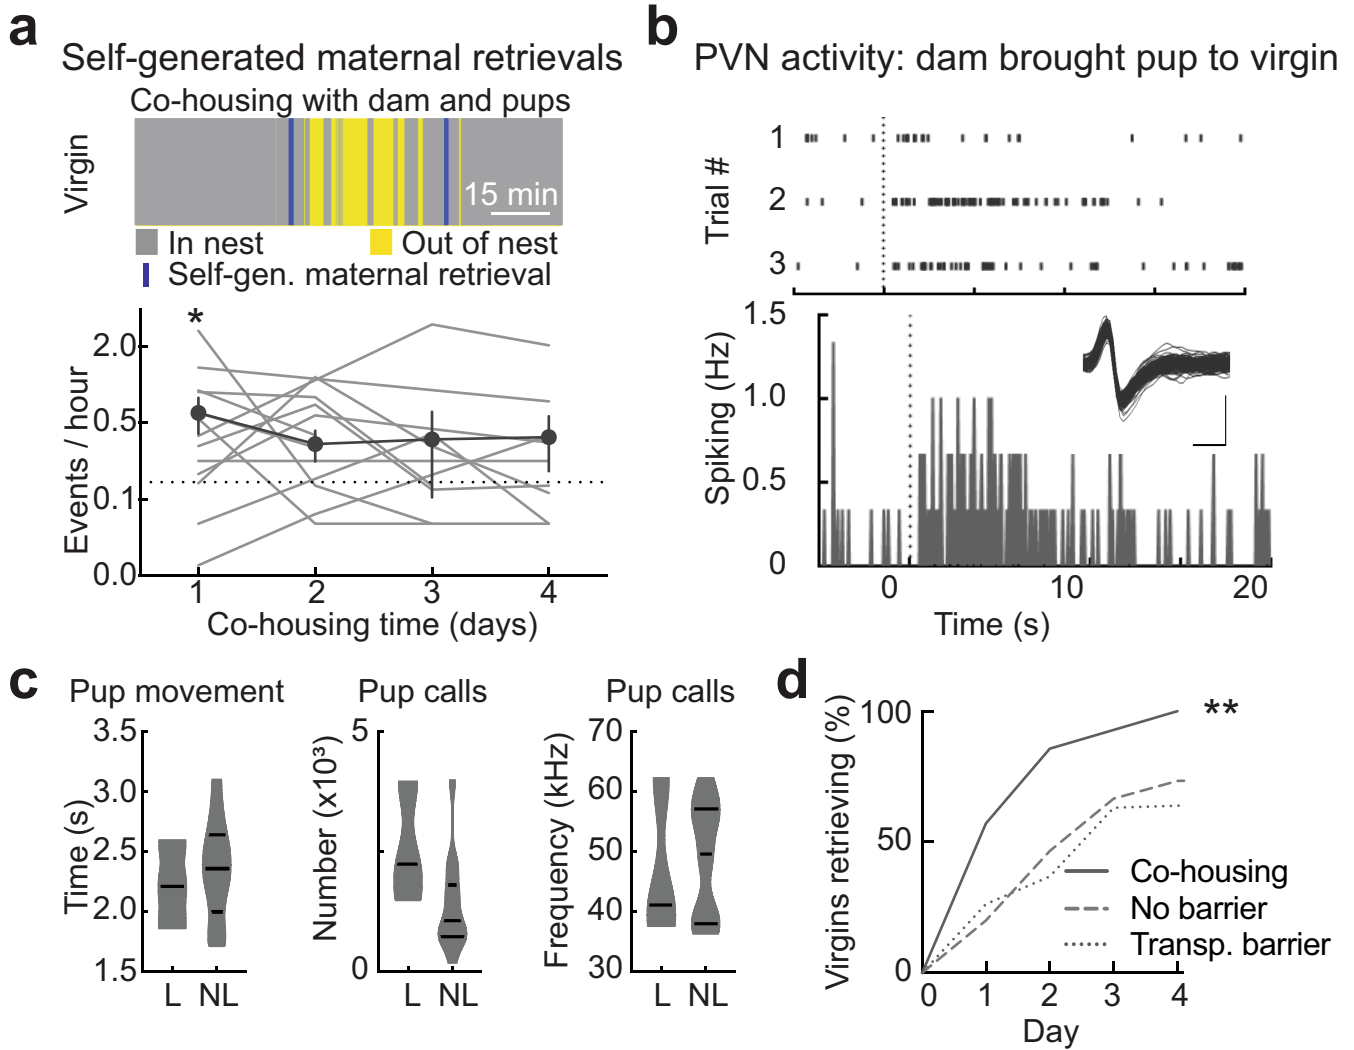 a
Self-generated maternal retrievals
Co-housing with dam and pups
Virgin
15 min
In nest
Out of nest
Self-gen. maternal retrieval
*
Events / hour
2.0
0.5
0.1
0.0
1 2 3 4
Co-housing time (days)
b
PVN activity: dam brought pup to virgin
Trial #
1
2
3
Spiking (Hz)
1.5
1.0
0.5
0
0 10 20
Time (s)
c
Pup movement
Time (s)
3.5
3.0
2.5
2.0
1.5
L NL
Pup calls
Number (x10³)
5
0
L NL
Pup calls
Frequency (kHz)
70
60
50
40
30
L NL
d
Virgins retrieving (%)
100
50
0
**
Co-housing
No barrier
Transp. barrier
0 1 2 3 4
Day